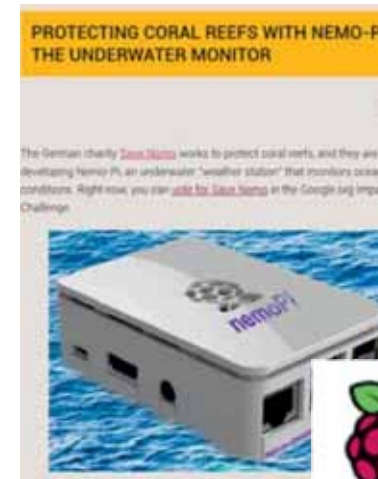 PROTECTING CORAL REEFS WITH NEMO-P
THE UNDERWATER MONITOR
The German charity Save Nemo works to protect coral reefs, and they are
developing Nemo-Pi, an underwater "weather station" that monitors ocea
conditions. Right now, you can vote for Save Nemo in the Google.org Impa
Challenge.
nemoPi